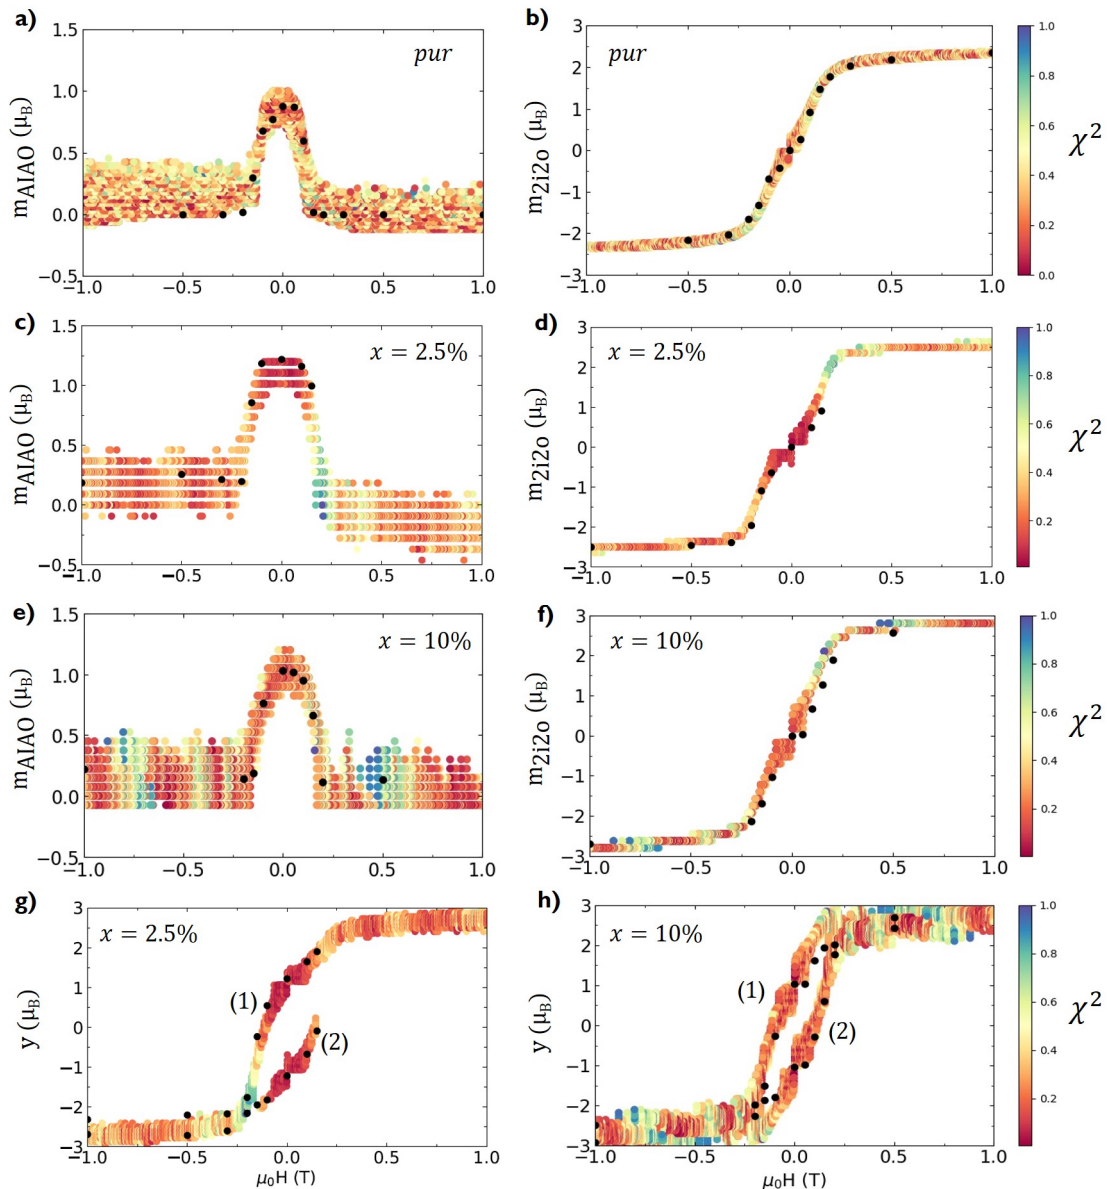 a)
1.5
1.0
0.5
0.0
−0.5
m_AIAO (μ_B)
pur
−1.0 −0.5 0.0 0.5 1.0
b)
3
2
1
0
−1
−2
−3
m_2i2o (μ_B)
pur
−1.0 −0.5 0.0 0.5 1.0
1.0
0.8
0.6
0.4
0.2
0.0
χ²
c)
1.5
1.0
0.5
0.0
−0.5
m_AIAO (μ_B)
x = 2.5%
−1.0 −0.5 0.0 0.5 1.0
d)
3
2
1
0
−1
−2
−3
m_2i2o (μ_B)
x = 2.5%
−1.0 −0.5 0.0 0.5 1.0
1.0
0.8
0.6
0.4
0.2
χ²
e)
1.5
1.0
0.5
0.0
−0.5
m_AIAO (μ_B)
x = 10%
−1.0 −0.5 0.0 0.5 1.0
f)
3
2
1
0
−1
−2
−3
m_2i2o (μ_B)
x = 10%
−1.0 −0.5 0.0 0.5 1.0
1.0
0.8
0.6
0.4
0.2
χ²
g)
3
2
1
0
−1
−2
−3
y (μ_B)
x = 2.5%
(1)
(2)
−1.0 −0.5 0.0 0.5 1.0
μ₀H (T)
h)
3
2
1
0
−1
−2
−3
y (μ_B)
x = 10%
(1)
(2)
−1.0 −0.5 0.0 0.5 1.0
μ₀H (T)
1.0
0.8
0.6
0.4
0.2
χ²